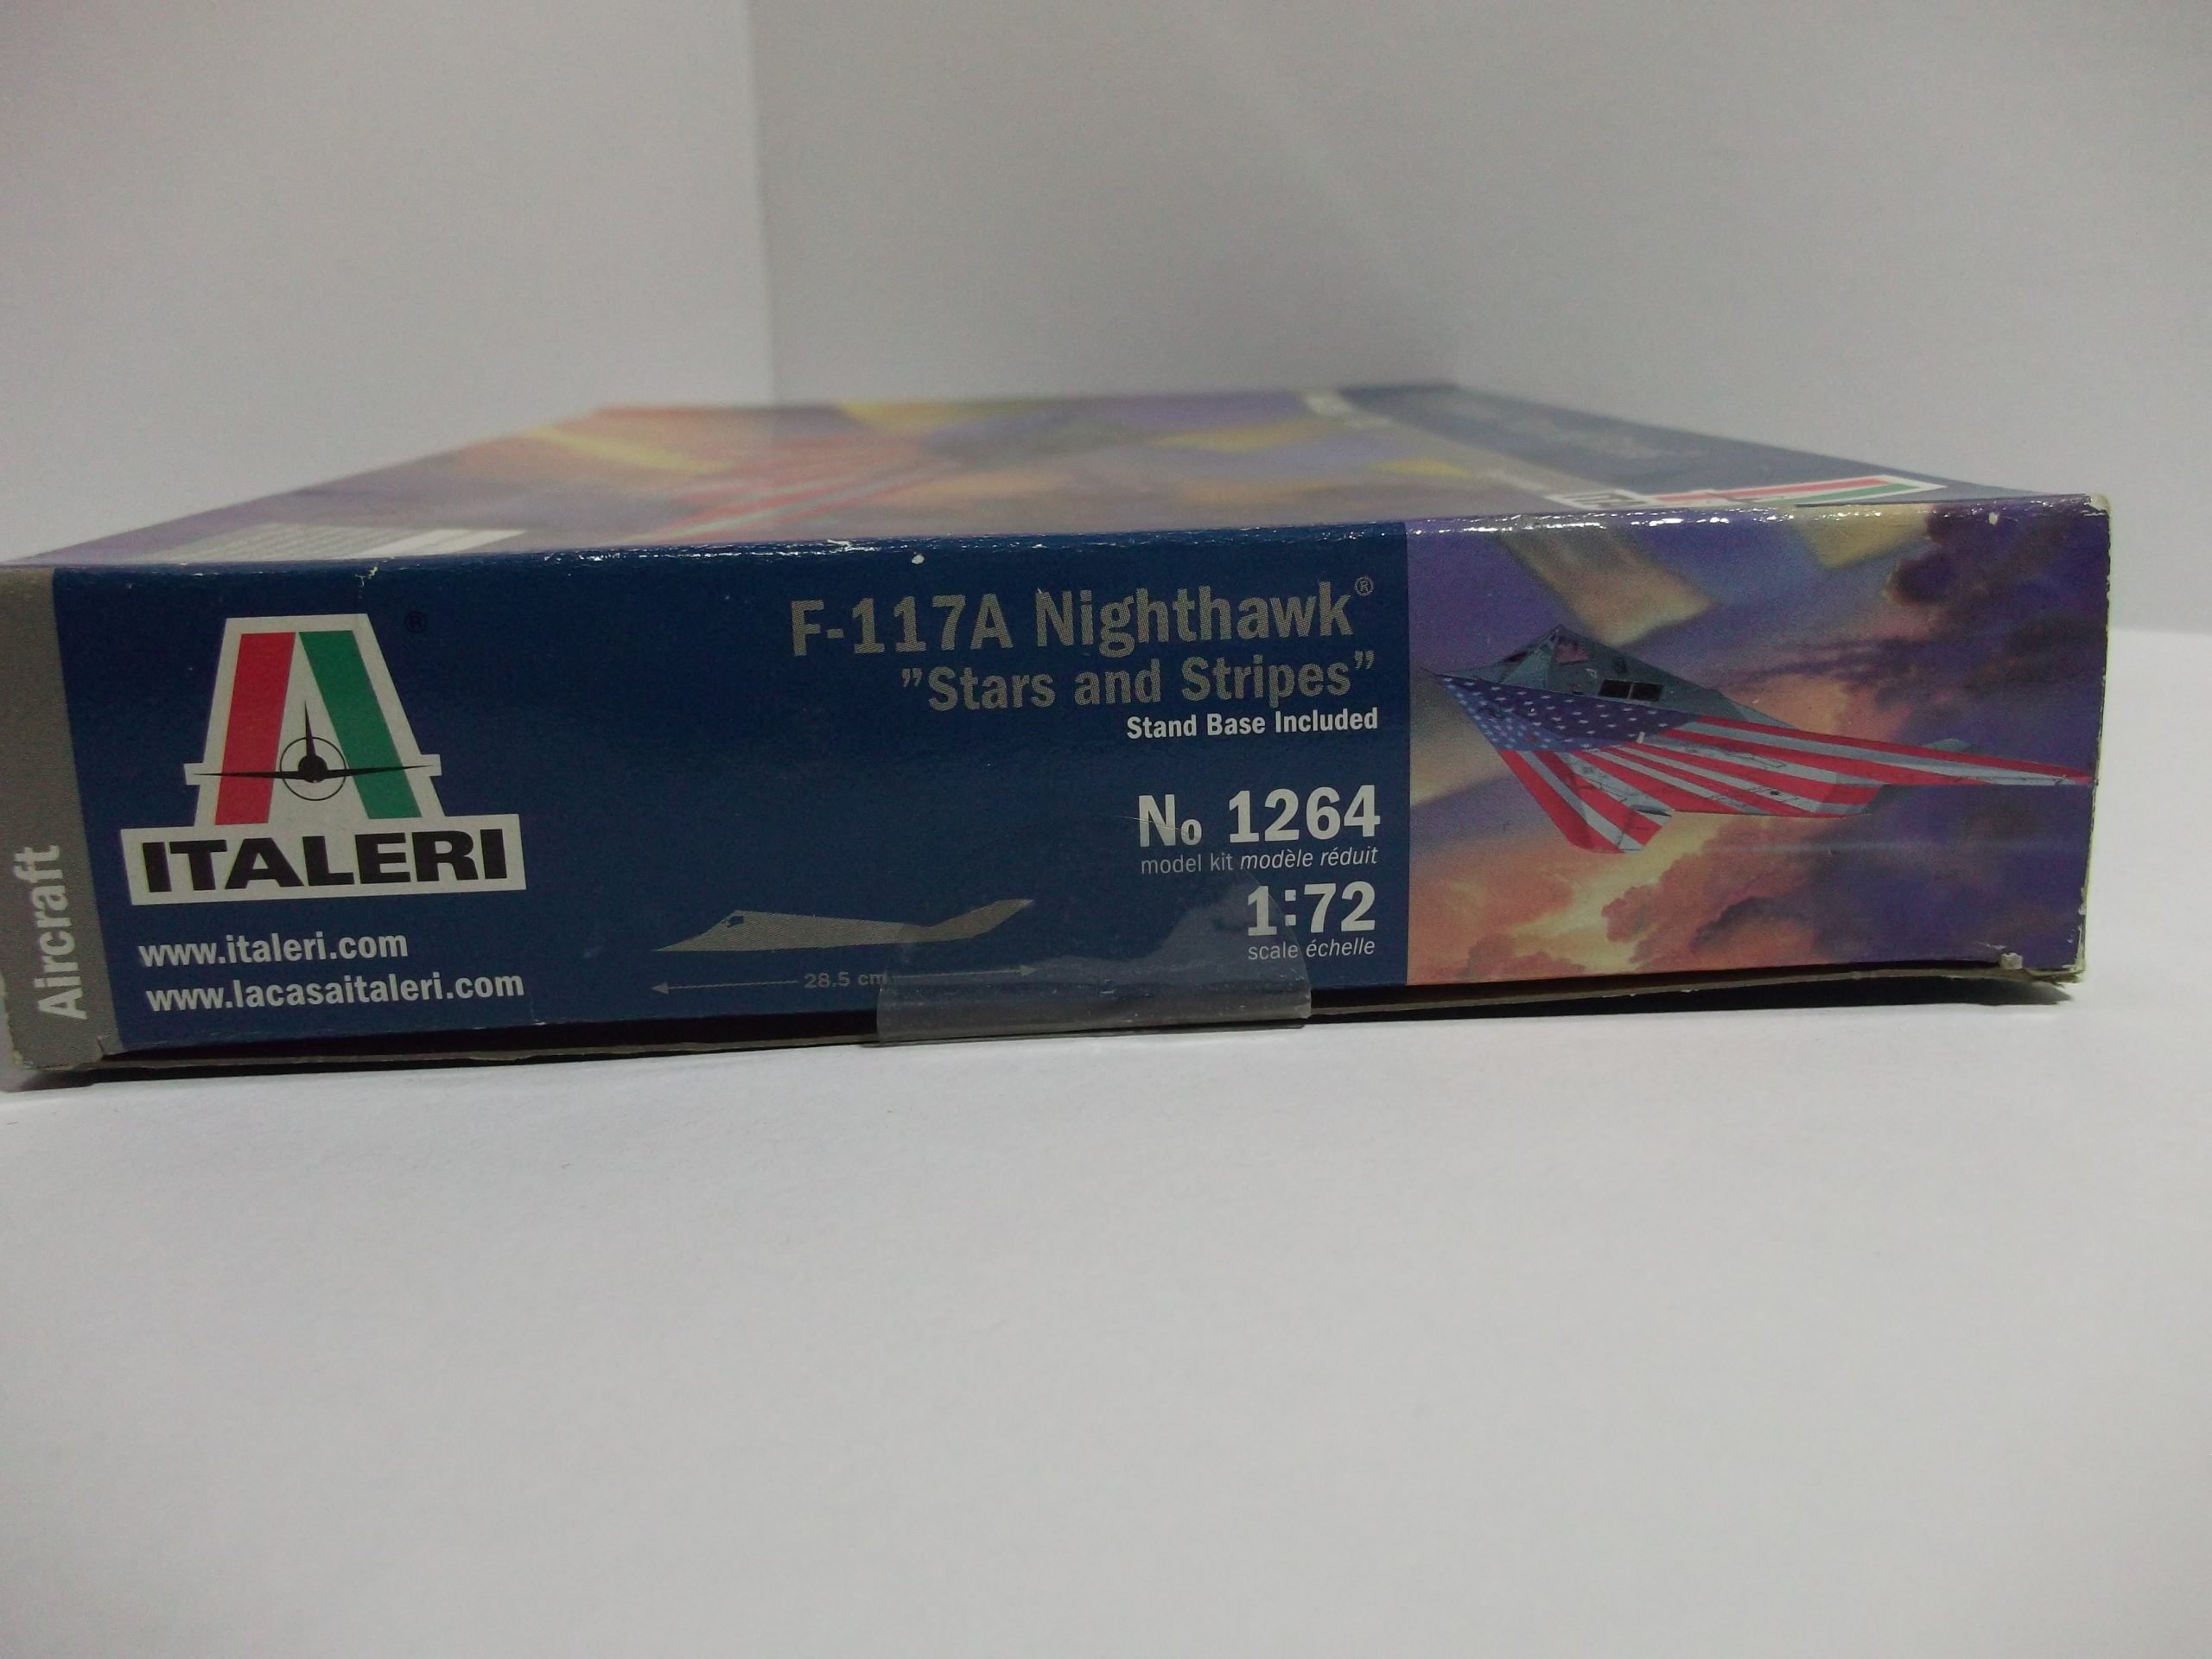 Aircraft
ITALERI
®
www.italeri.com
www.lacasaitaleri.com
F-117A Nighthawk®
"Stars and Stripes"
Stand Base Included
No 1264
model kit modèle réduit
1:72
scale échelle
28.5 cm